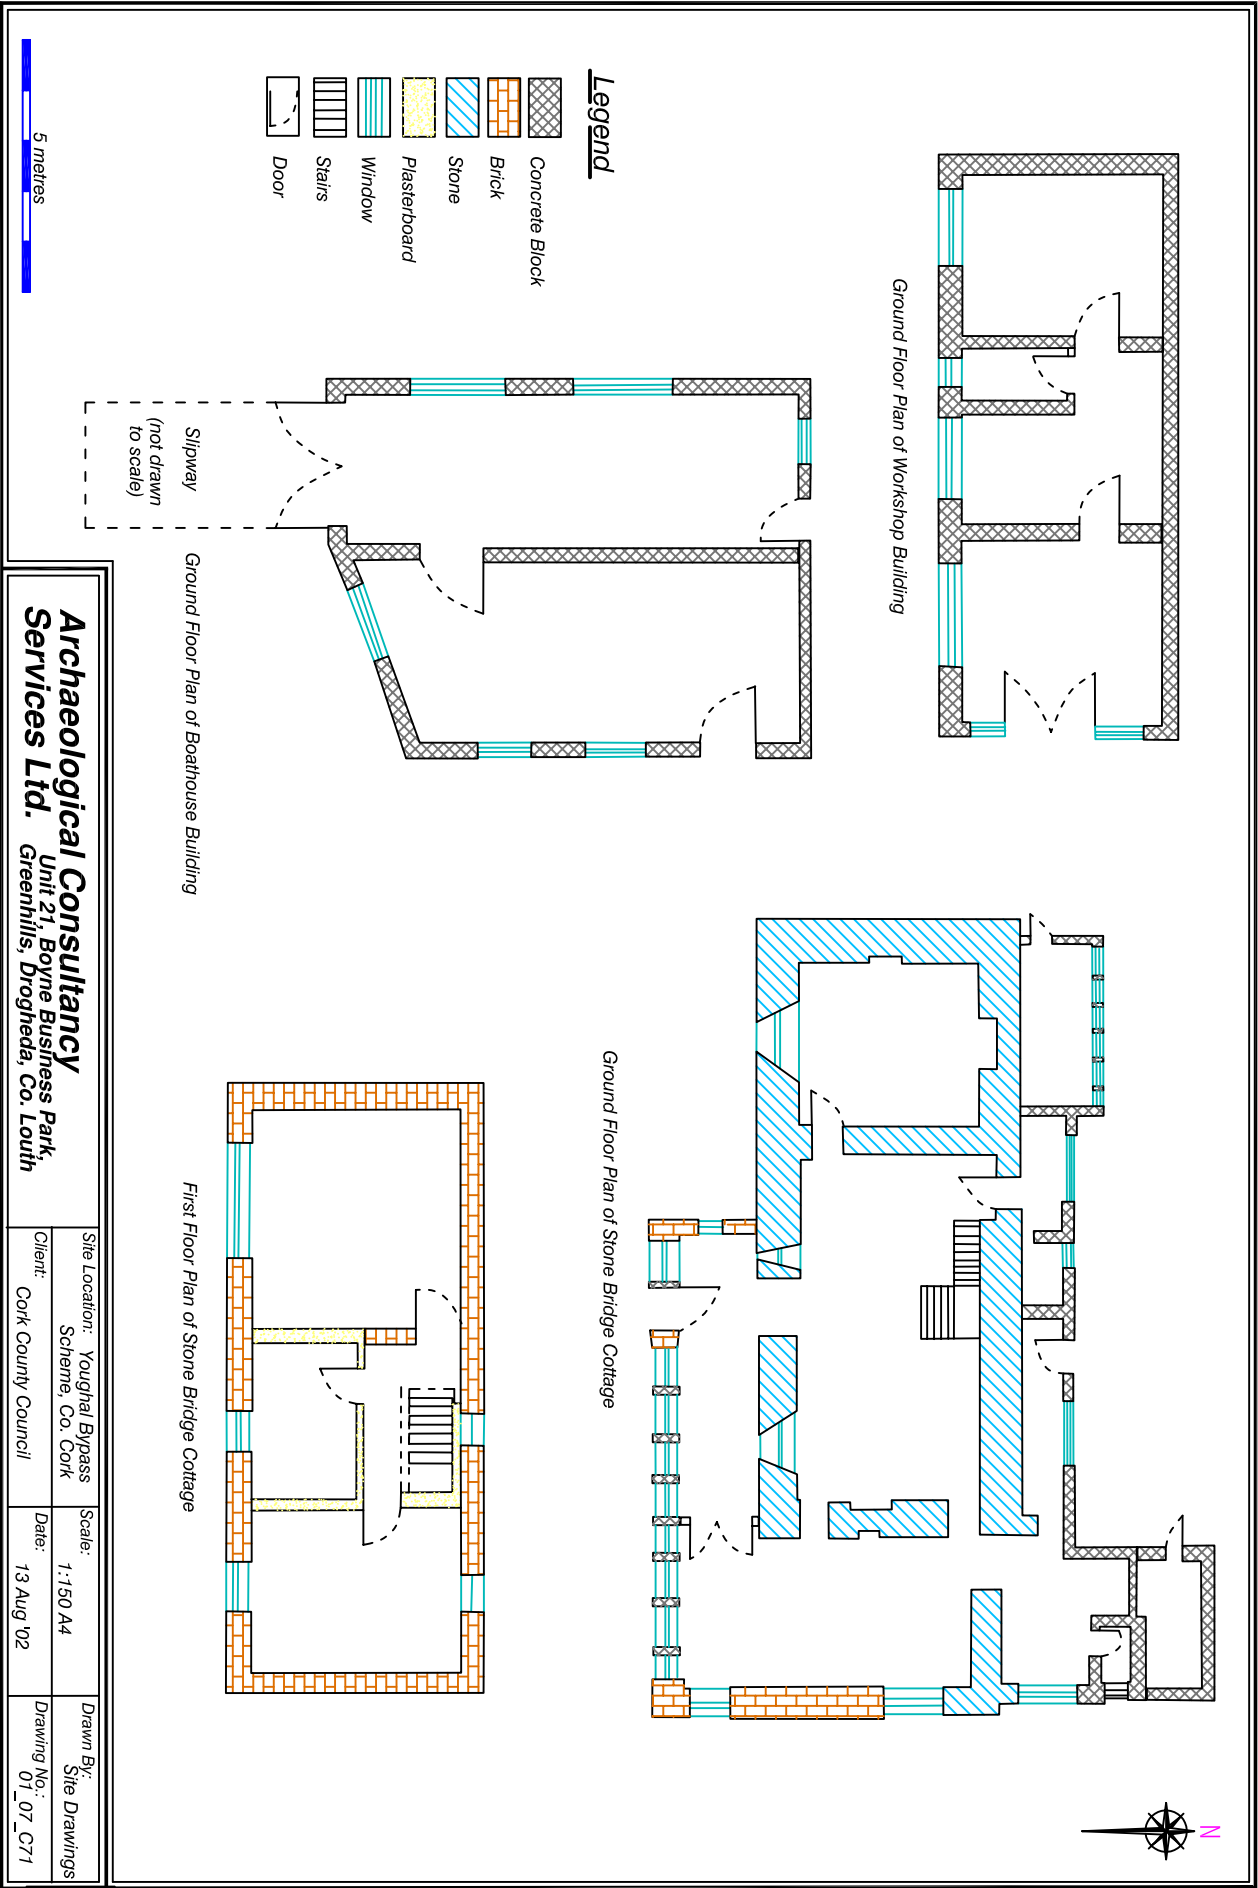 Legend
Concrete Block
Brick
Stone
Plasterboard
Window
Stairs
Door
5 metres
Ground Floor Plan of Workshop Building
Slipway
(not drawn
to scale)
Ground Floor Plan of Boathouse Building
Ground Floor Plan of Stone Bridge Cottage
First Floor Plan of Stone Bridge Cottage
N
Archaeological Consultancy
Services Ltd.
Unit 21, Boyne Business Park,
Greenhills, Drogheda, Co. Louth
Site Location: Youghal Bypass
Scheme, Co. Cork
Client: Cork County Council
Scale: 1:150 A4
Date: 13 Aug '02
Drawn By:
Site Drawings
Drawing No.:
01_07_C71